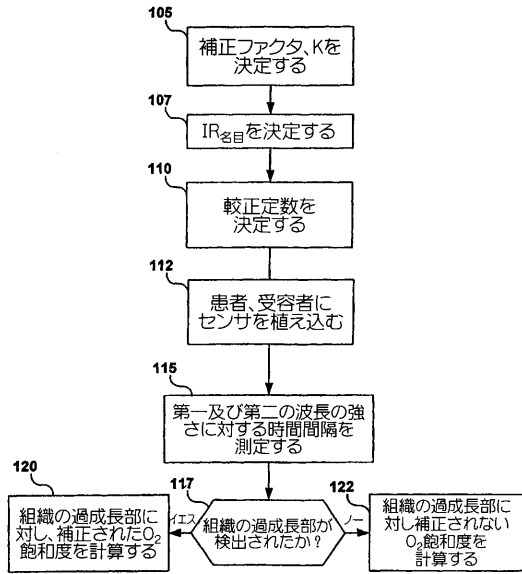 105
補正ファクタ、Kを
決定する
107
IR名目を決定する
110
較正定数を
決定する
112
患者、受容者に
センサを植え込む
115
第一及び第二の波長の強
さに対する時間間隔を
測定する
117
組織の過成長部が
検出されたか?
イエス
ノー
120
組織の過成長部に
対し、補正されたO₂
飽和度を計算する
122
組織の過成長部に
対し補正されない
O₂飽和度を
計算する